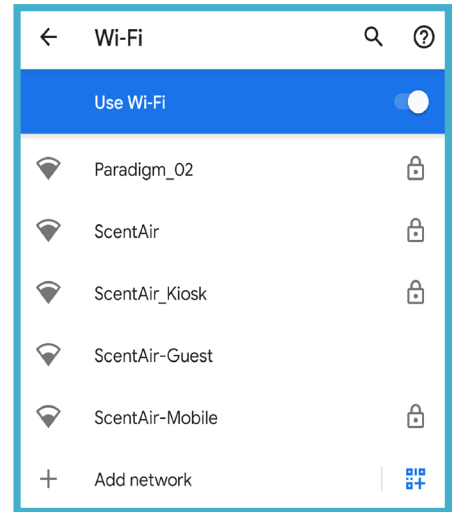 Wi-Fi
Use Wi-Fi
Paradigm_02
ScentAir
ScentAir_Kiosk
ScentAir-Guest
ScentAir-Mobile
Add network